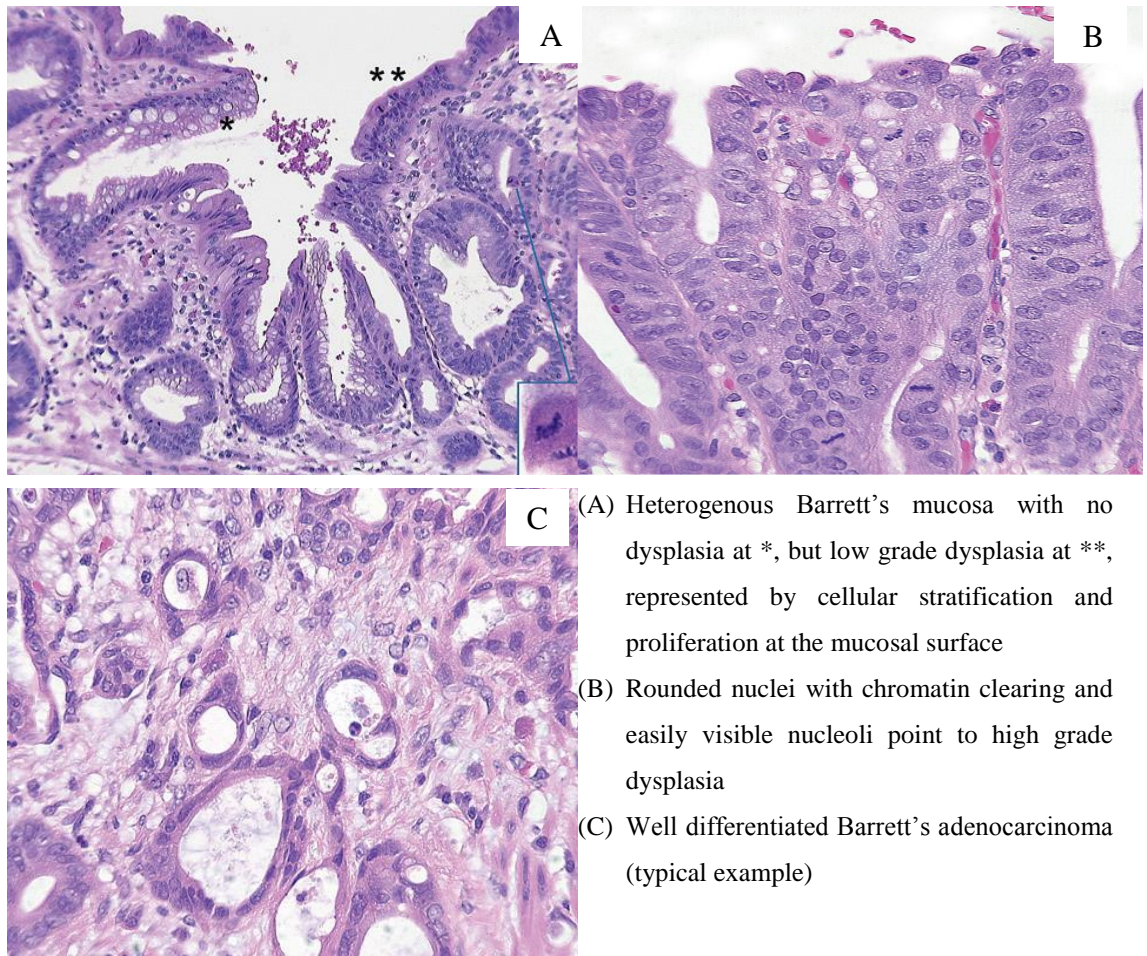 A
**
*
B
C
(A) Heterogenous Barrett’s mucosa with no
dysplasia at *, but low grade dysplasia at **,
represented by cellular stratification and
proliferation at the mucosal surface
(B) Rounded nuclei with chromatin clearing and
easily visible nucleoli point to high grade
dysplasia
(C) Well differentiated Barrett’s adenocarcinoma
(typical example)